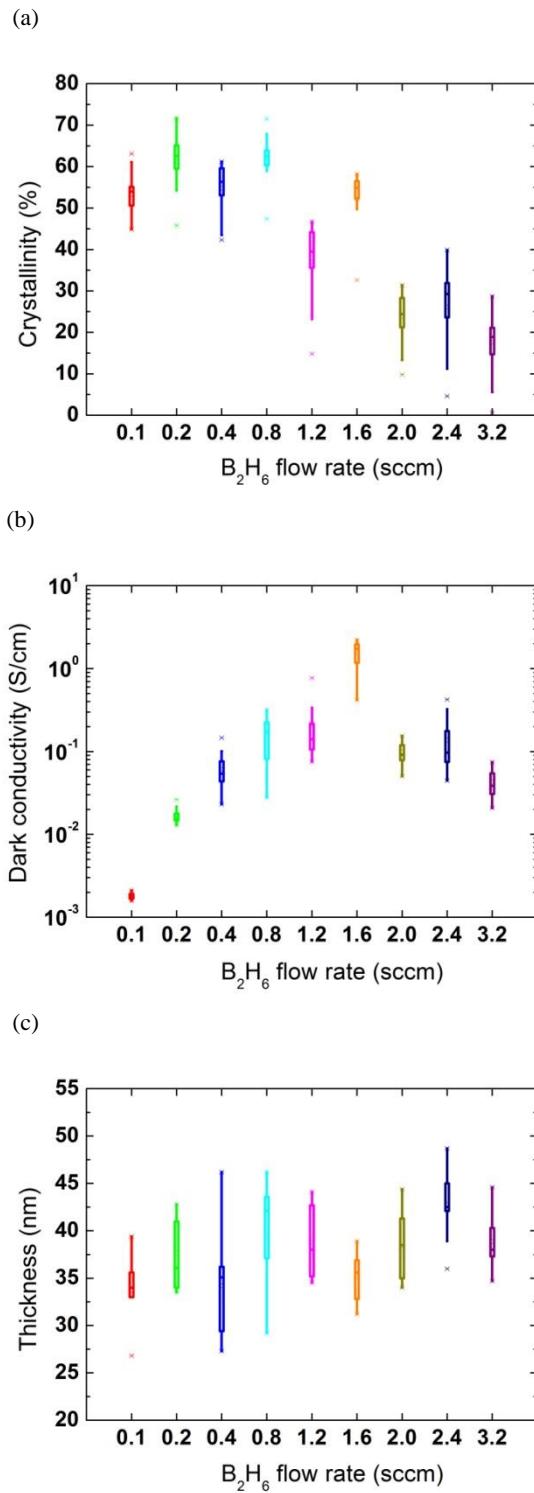 (a)
80
70
60
50
40
30
20
10
0
Crystallinity (%)
0.1 0.2 0.4 0.8 1.2 1.6 2.0 2.4 3.2
B₂H₆ flow rate (sccm)
(b)
10¹
10⁰
10⁻¹
10⁻²
10⁻³
Dark conductivity (S/cm)
0.1 0.2 0.4 0.8 1.2 1.6 2.0 2.4 3.2
B₂H₆ flow rate (sccm)
(c)
55
50
45
40
35
30
25
20
Thickness (nm)
0.1 0.2 0.4 0.8 1.2 1.6 2.0 2.4 3.2
B₂H₆ flow rate (sccm)